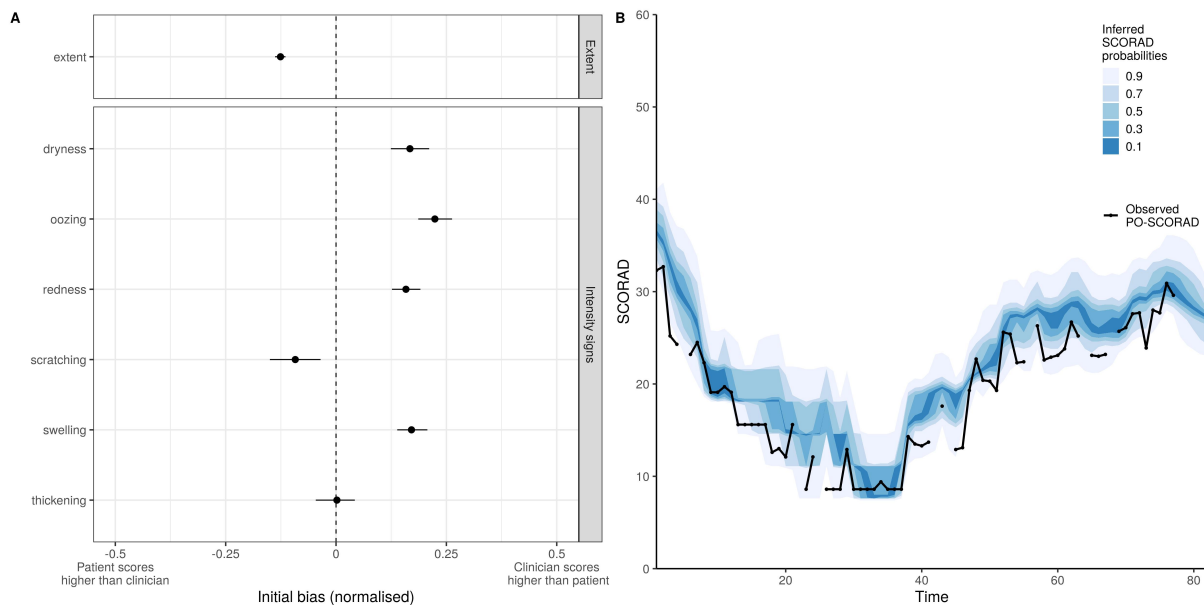 A
extent
Extent
dryness
oozing
redness
scratching
swelling
thickening
Intensity signs
-0.5
-0.25
0
0.25
0.5
Patient scores
higher than clinician
Clinician scores
higher than patient
Initial bias (normalised)
B
60
50
40
30
20
10
0
SCORAD
20
40
60
80
Time
Inferred
SCORAD
probabilities
0.9
0.7
0.5
0.3
0.1
Observed
PO-SCORAD